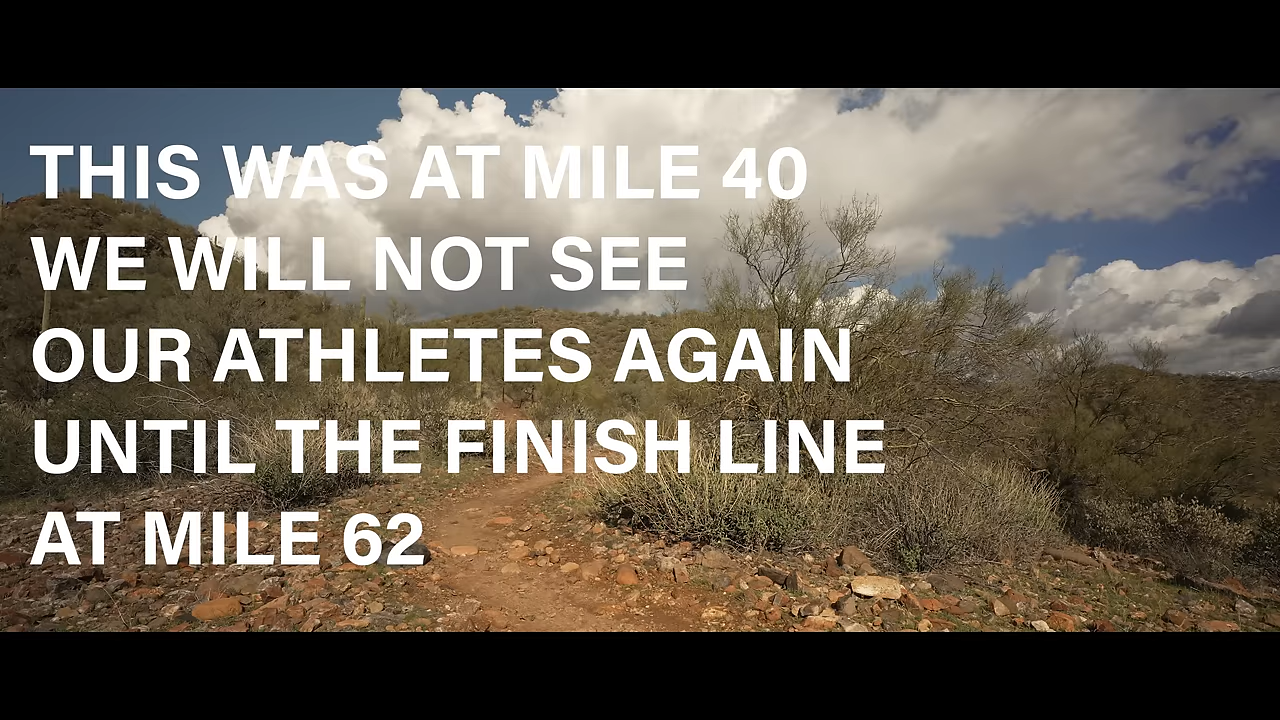 THIS WAS AT MILE 40
WE WILL NOT SEE
OUR ATHLETES AGAIN
UNTIL THE FINISH LINE
AT MILE 62